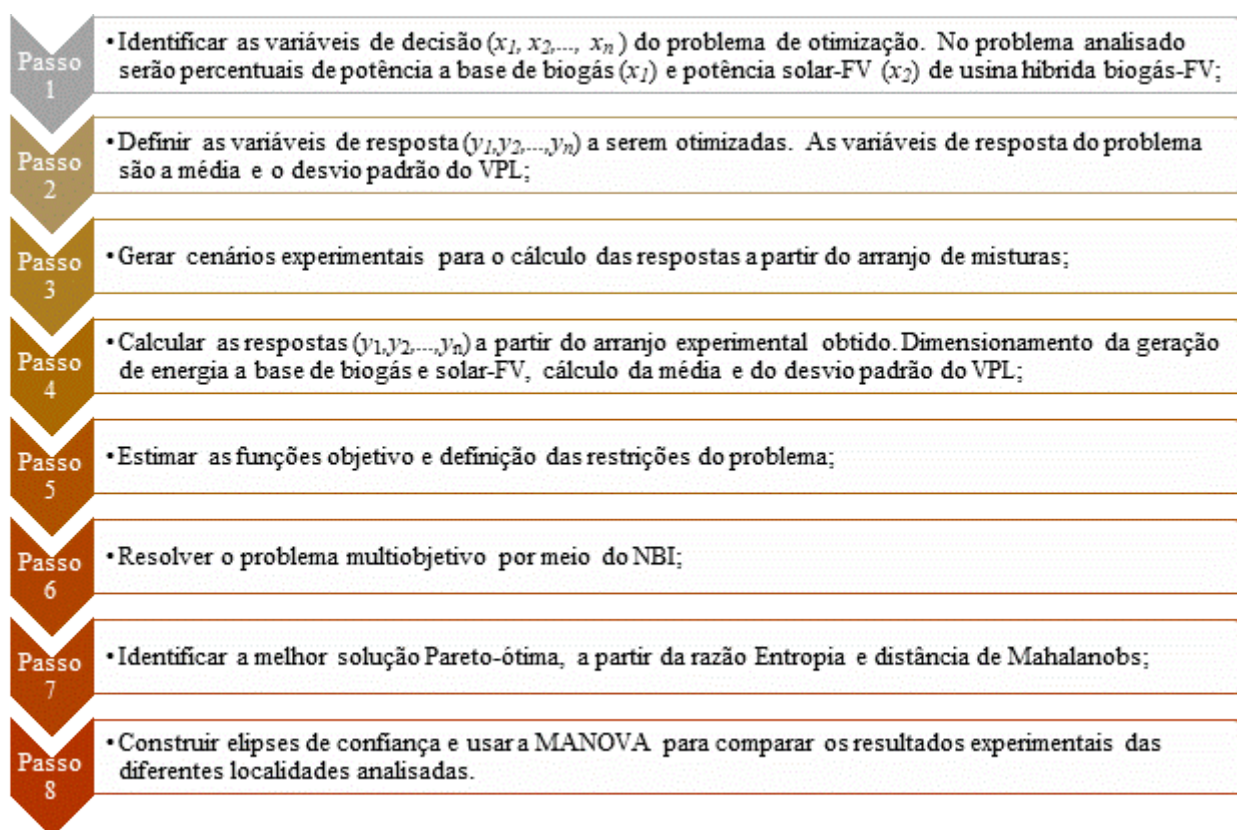 Passo
1
•Identificar as variáveis de decisão (x1, x2,..., xn ) do problema de otimização. No problema analisado
serão percentuais de potência a base de biogás (x1) e potência solar-FV (x2) de usina híbrida biogás-FV;
Passo
2
•Definir as variáveis de resposta (y1,y2,...,yn) a serem otimizadas. As variáveis de resposta do problema
são a média e o desvio padrão do VPL;
Passo
3
•Gerar cenários experimentais para o cálculo das respostas a partir do arranjo de misturas;
Passo
4
•Calcular as respostas (y1,y2,...,yn) a partir do arranjo experimental obtido. Dimensionamento da geração
de energia a base de biogás e solar-FV, cálculo da média e do desvio padrão do VPL;
Passo
5
•Estimar as funções objetivo e definição das restrições do problema;
Passo
6
•Resolver o problema multiobjetivo por meio do NBI;
Passo
7
•Identificar a melhor solução Pareto-ótima, a partir da razão Entropia e distância de Mahalanobs;
Passo
8
•Construir elipses de confiança e usar a MANOVA para comparar os resultados experimentais das
diferentes localidades analisadas.